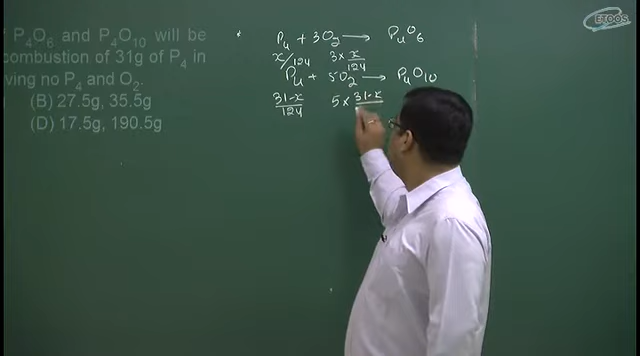 ETOOS
P₄O₆ and P₄O₁₀ will be
combustion of 31g of P₄ in
ving no P₄ and O₂.
(B) 27.5g, 35.5g
(D) 17.5g, 190.5g
P₄ + 3O₂ → P₄O₆
x/124 3 × x/124
P₄ + 5O₂ → P₄O₁₀
31-x/124 5 × 31-x